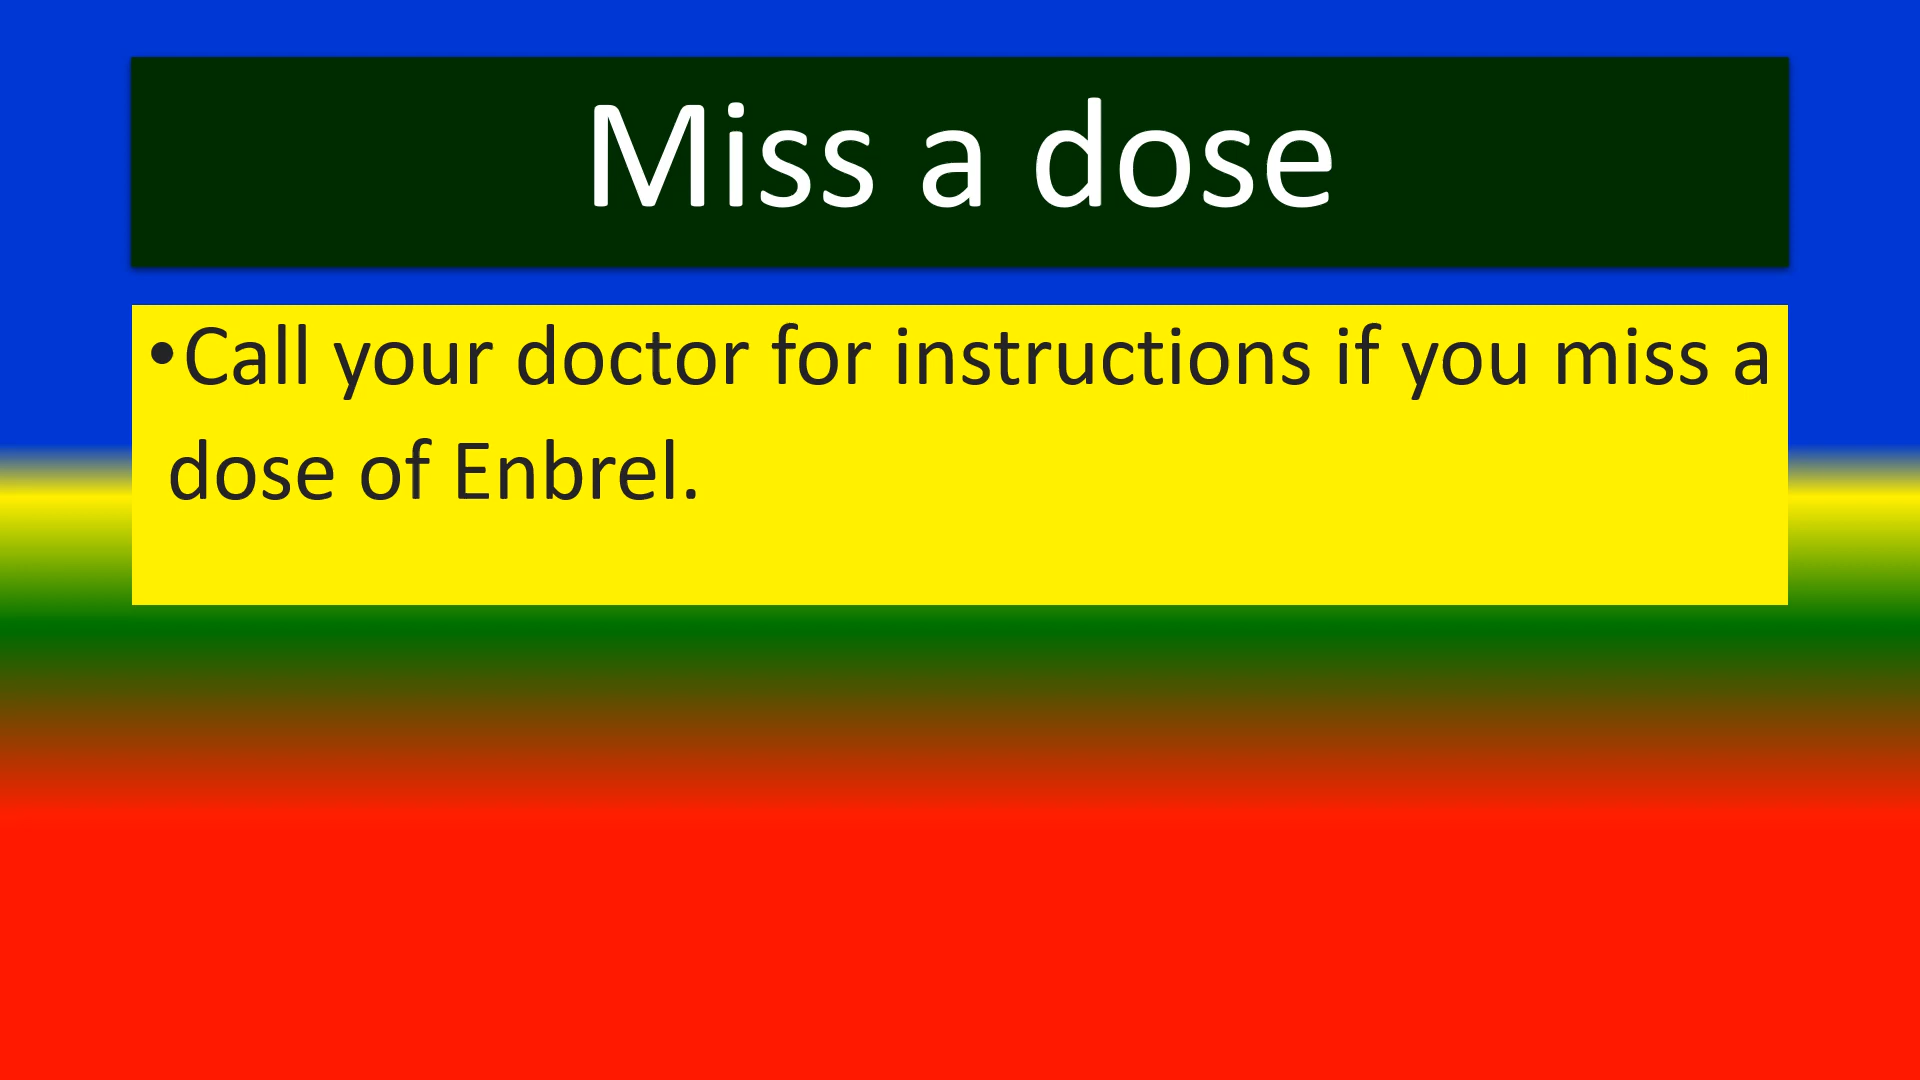 Miss a dose
•Call your doctor for instructions if you miss a
dose of Enbrel.